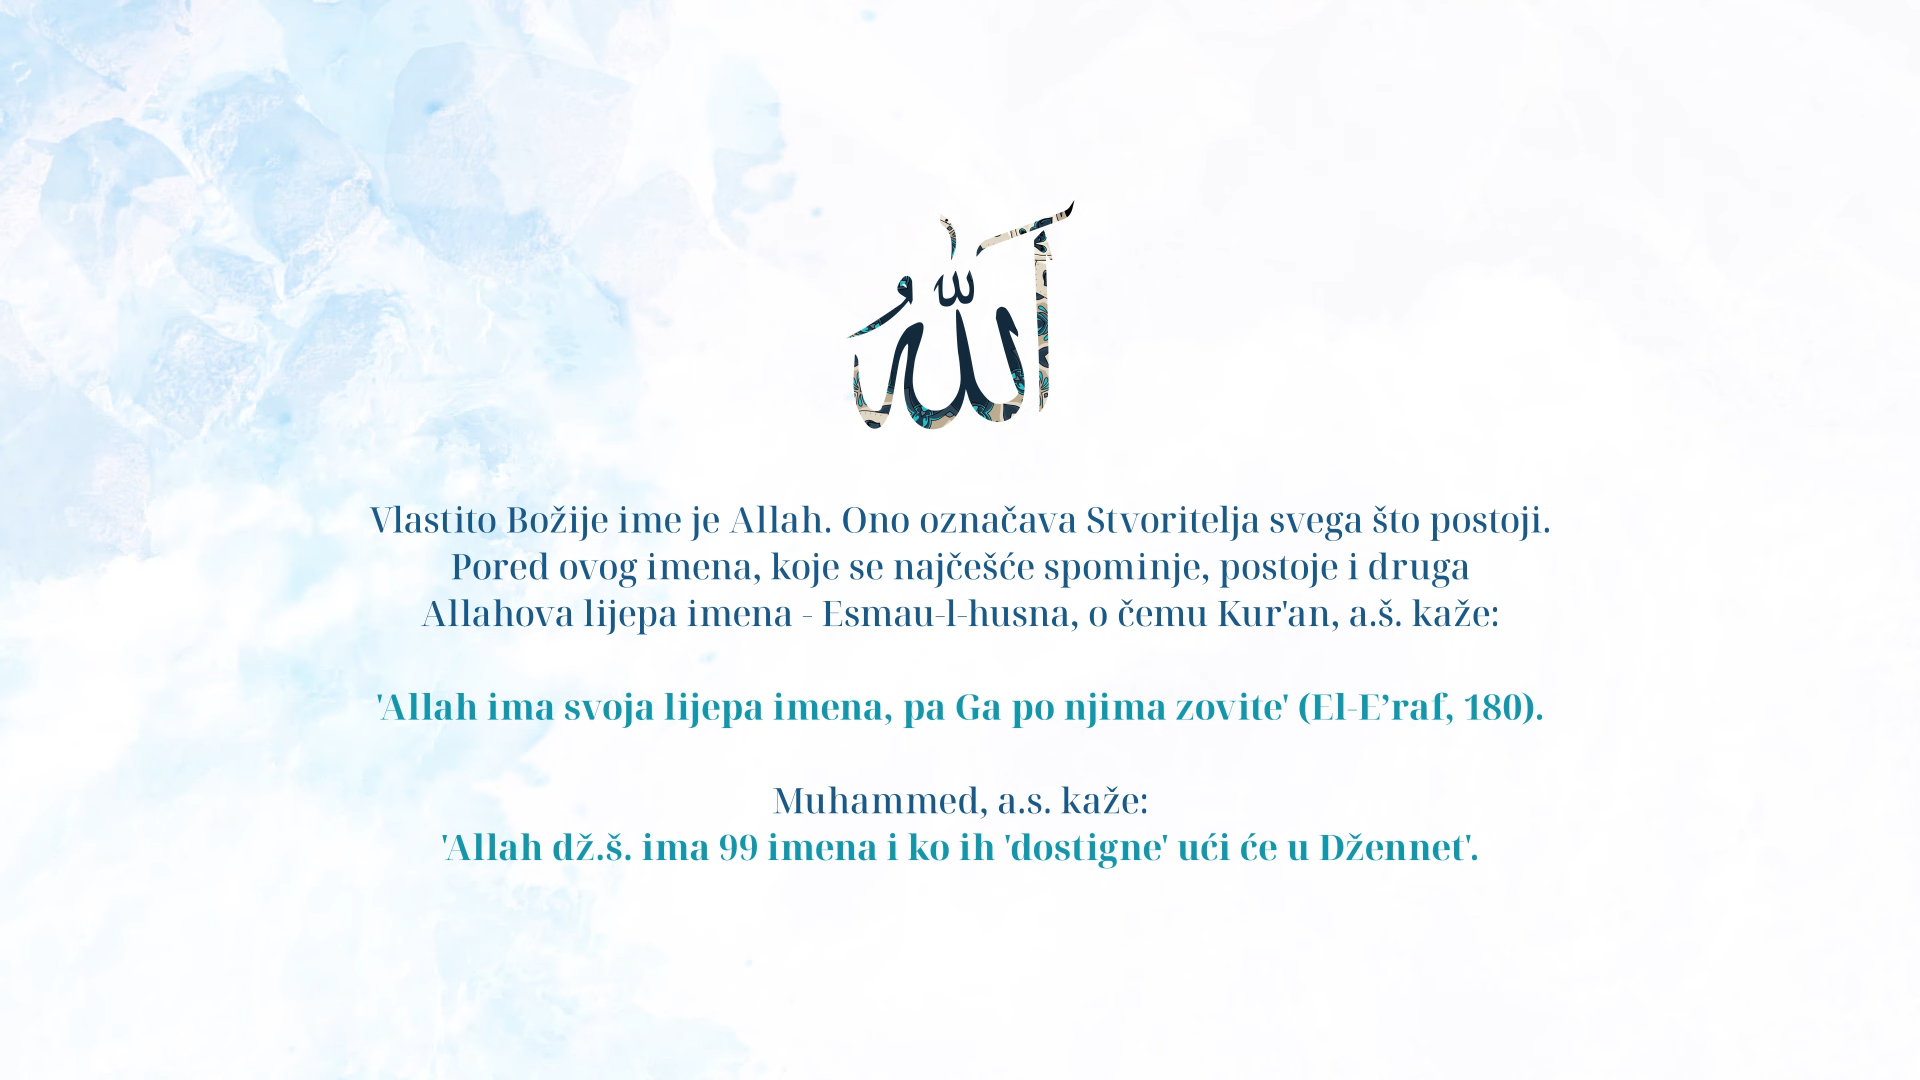 الله
Vlastito Božije ime je Allah. Ono označava Stvoritelja svega što postoji.
Pored ovog imena, koje se najčešće spominje, postoje i druga
Allahova lijepa imena - Esmau-l-husna, o čemu Kur'an, a.š. kaže:
'Allah ima svoja lijepa imena, pa Ga po njima zovite' (El-E’raf, 180).
Muhammed, a.s. kaže:
'Allah dž.š. ima 99 imena i ko ih 'dostigne' ući će u Džennet'.